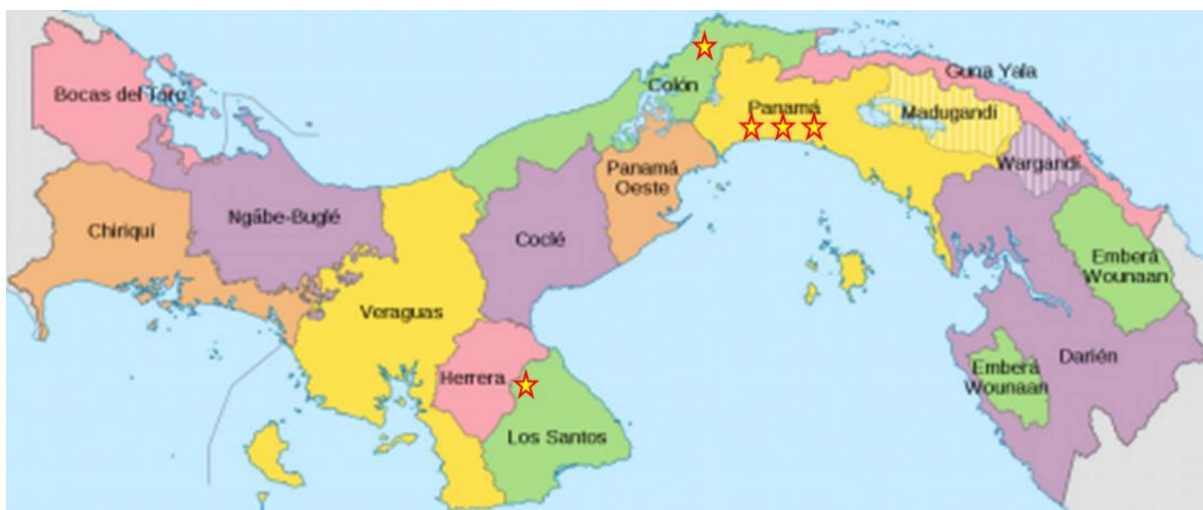 Bocas del Toro
Chiriquí
Ngäbe-Buglé
Veraguas
Herrera
Los Santos
Coclé
Colón
Panamá
Oeste
Panamá
Guna Yala
Madugandí
Wargandí
Emberá
Wounaan
Emberá
Wounaan
Darién